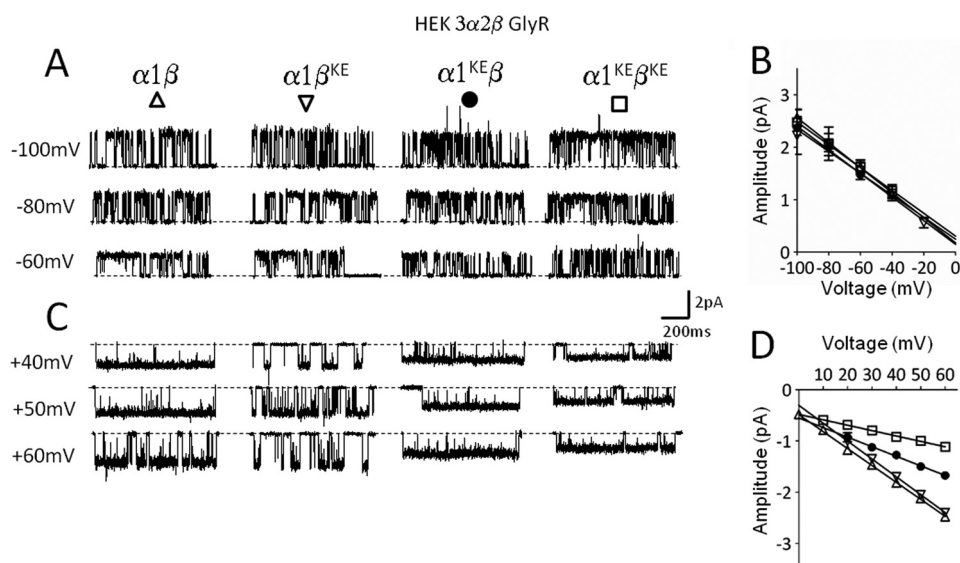 HEK 3α2β GlyR
A
α1β
α1β^KE
α1^KEβ
α1^KEβ^KE
-100mV
-80mV
-60mV
B
Amplitude (pA)
3
2
1
0
-100 -80 -60 -40 -20 0
Voltage (mV)
2pA
200ms
C
+40mV
+50mV
+60mV
D
Voltage (mV)
10 20 30 40 50 60
Amplitude (pA)
0
-1
-2
-3